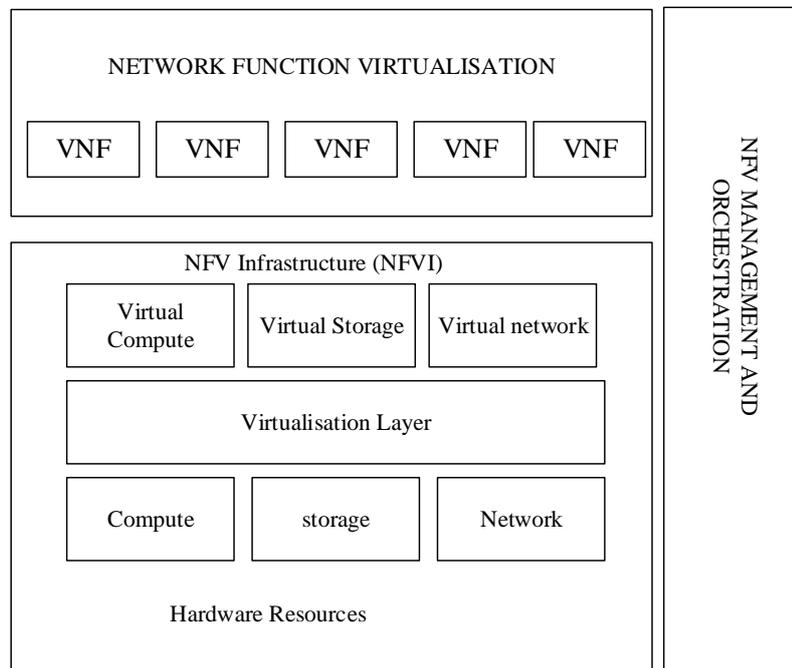 NETWORK FUNCTION VIRTUALISATION
VNF
VNF
VNF
VNF
VNF
NFV Infrastructure (NFVI)
Virtual
Compute
Virtual Storage
Virtual network
Virtualisation Layer
Compute
storage
Network
Hardware Resources
NFV MANAGEMENT AND
ORCHESTRATION